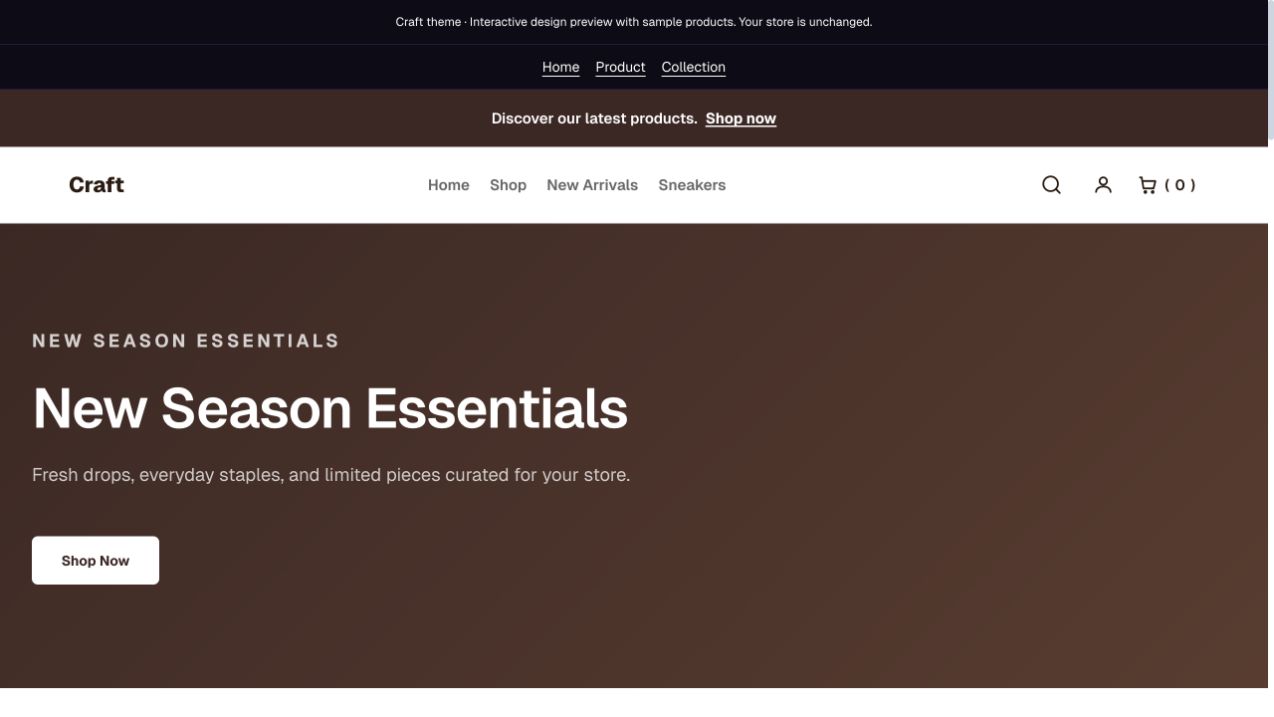 Craft theme · Interactive design preview with sample products. Your store is unchanged.
Home Product Collection
Discover our latest products. Shop now
Craft Home Shop New Arrivals Sneakers ( 0 )
NEW SEASON ESSENTIALS
New Season Essentials
Fresh drops, everyday staples, and limited pieces curated for your store.
Shop Now